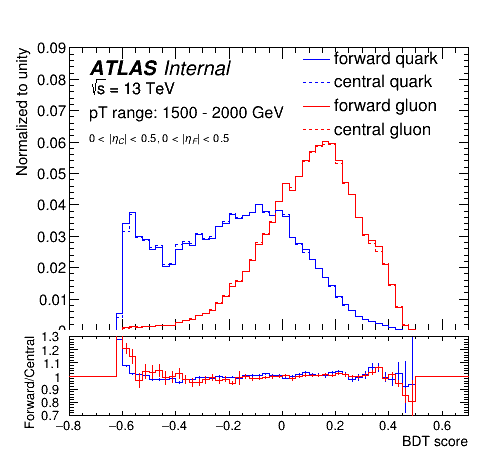 Normalized to unity
0.09
0.08
0.07
0.06
0.05
0.04
0.03
0.02
0.01
0
ATLAS Internal
√s = 13 TeV
pT range: 1500 - 2000 GeV
0 < |η_C| < 0.5, 0 < |η_F| < 0.5
forward quark
central quark
forward gluon
central gluon
Forward/Central
1.3
1.2
1.1
1
0.9
0.8
0.7
−0.8 −0.6 −0.4 −0.2 0 0.2 0.4 0.6
BDT score